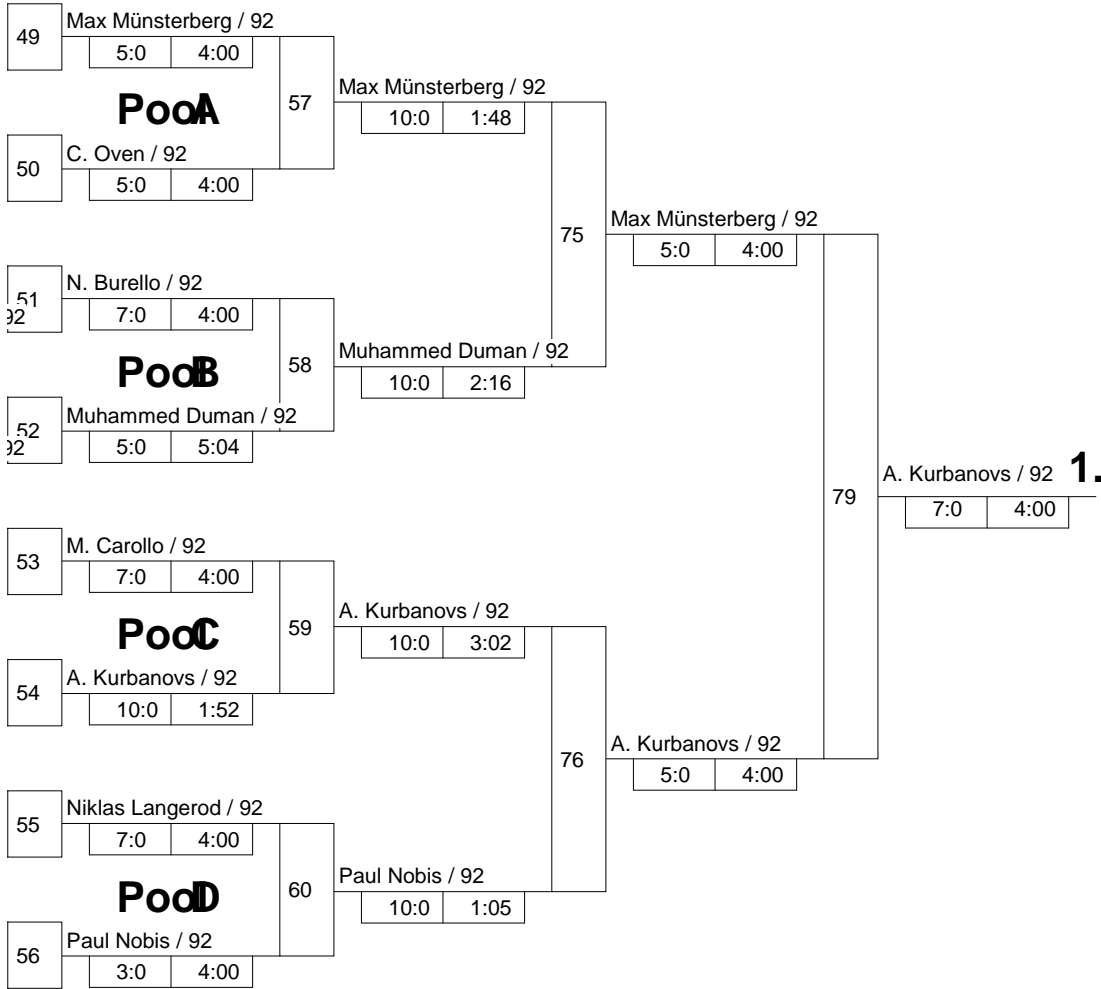 49
Max Münsterberg / 92
5:0 4:00
Pool A
57
Max Münsterberg / 92
10:0 1:48
50
C. Oven / 92
5:0 4:00
75
Max Münsterberg / 92
5:0 4:00
51
92
N. Burello / 92
7:0 4:00
Pool B
58
Muhammed Duman / 92
10:0 2:16
52
92
Muhammed Duman / 92
5:0 5:04
79
A. Kurbanovs / 92 1.
7:0 4:00
53
M. Carollo / 92
7:0 4:00
Pool C
59
A. Kurbanovs / 92
10:0 3:02
54
A. Kurbanovs / 92
10:0 1:52
76
A. Kurbanovs / 92
5:0 4:00
55
Niklas Langerod / 92
7:0 4:00
Pool D
60
Paul Nobis / 92
10:0 1:05
56
Paul Nobis / 92
3:0 4:00